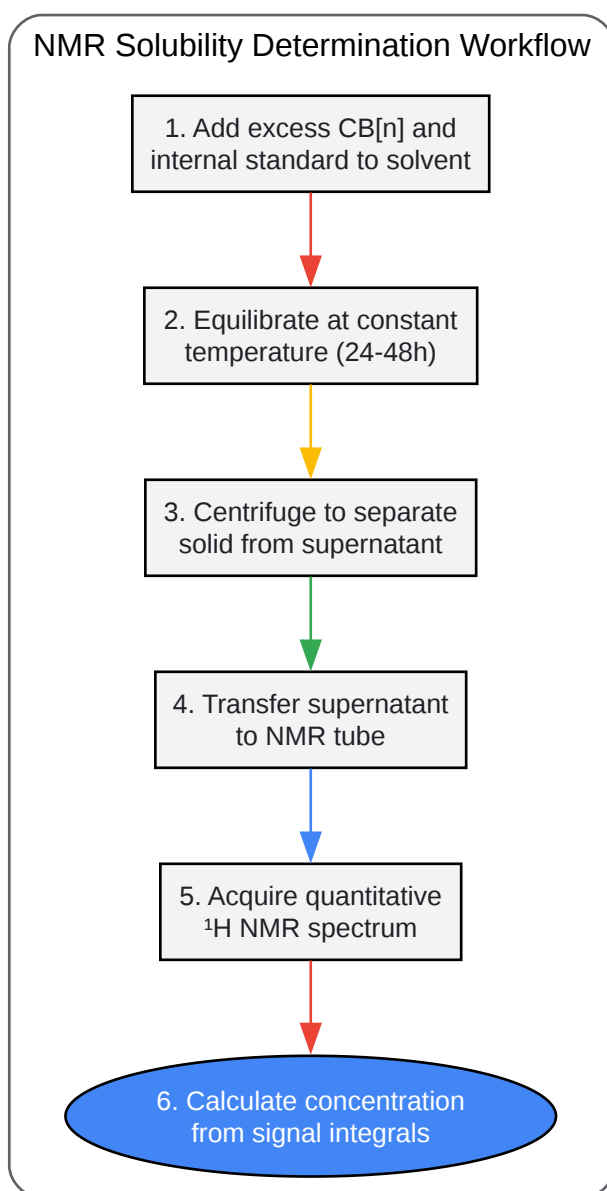 NMR Solubility Determination Workflow
1. Add excess CB[n] and
internal standard to solvent
2. Equilibrate at constant
temperature (24-48h)
3. Centrifuge to separate
solid from supernatant
4. Transfer supernatant
to NMR tube
5. Acquire quantitative
¹H NMR spectrum
6. Calculate concentration
from signal integrals